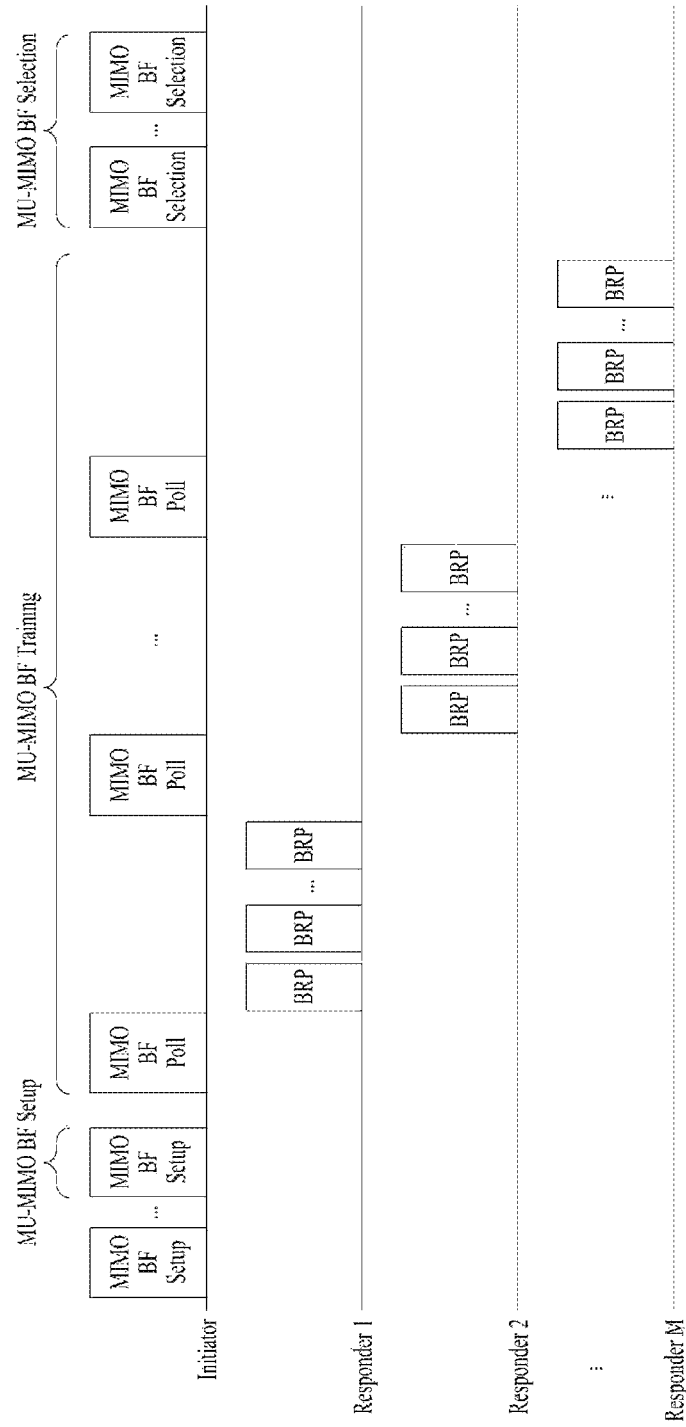 MU-MIMO BF Setup
MU-MIMO BF Training
MU-MIMO BF Selection
MIMO
BF
Setup
...
MIMO
BF
Setup
MIMO
BF
Poll
MIMO
BF
Poll
...
MIMO
BF
Poll
MIMO
BF
Selection
...
MIMO
BF
Selection
Initiator
BRP
BRP
...
BRP
Responder 1
BRP
BRP
...
BRP
Responder 2
...
...
BRP
BRP
...
BRP
Responder M